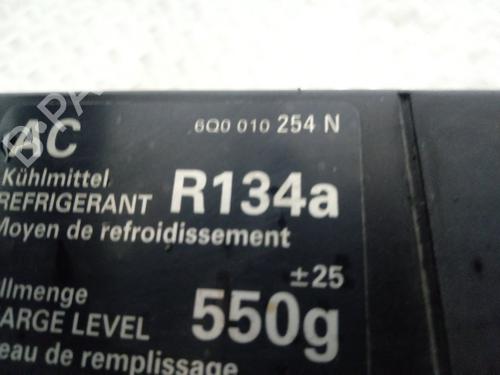 AC 6Q0 010 254 N
Kühlmittel
REFRIGERANT R134a
Moyen de refroidissement
±25
llmenge
ARGE LEVEL 550g
eau de remplissage